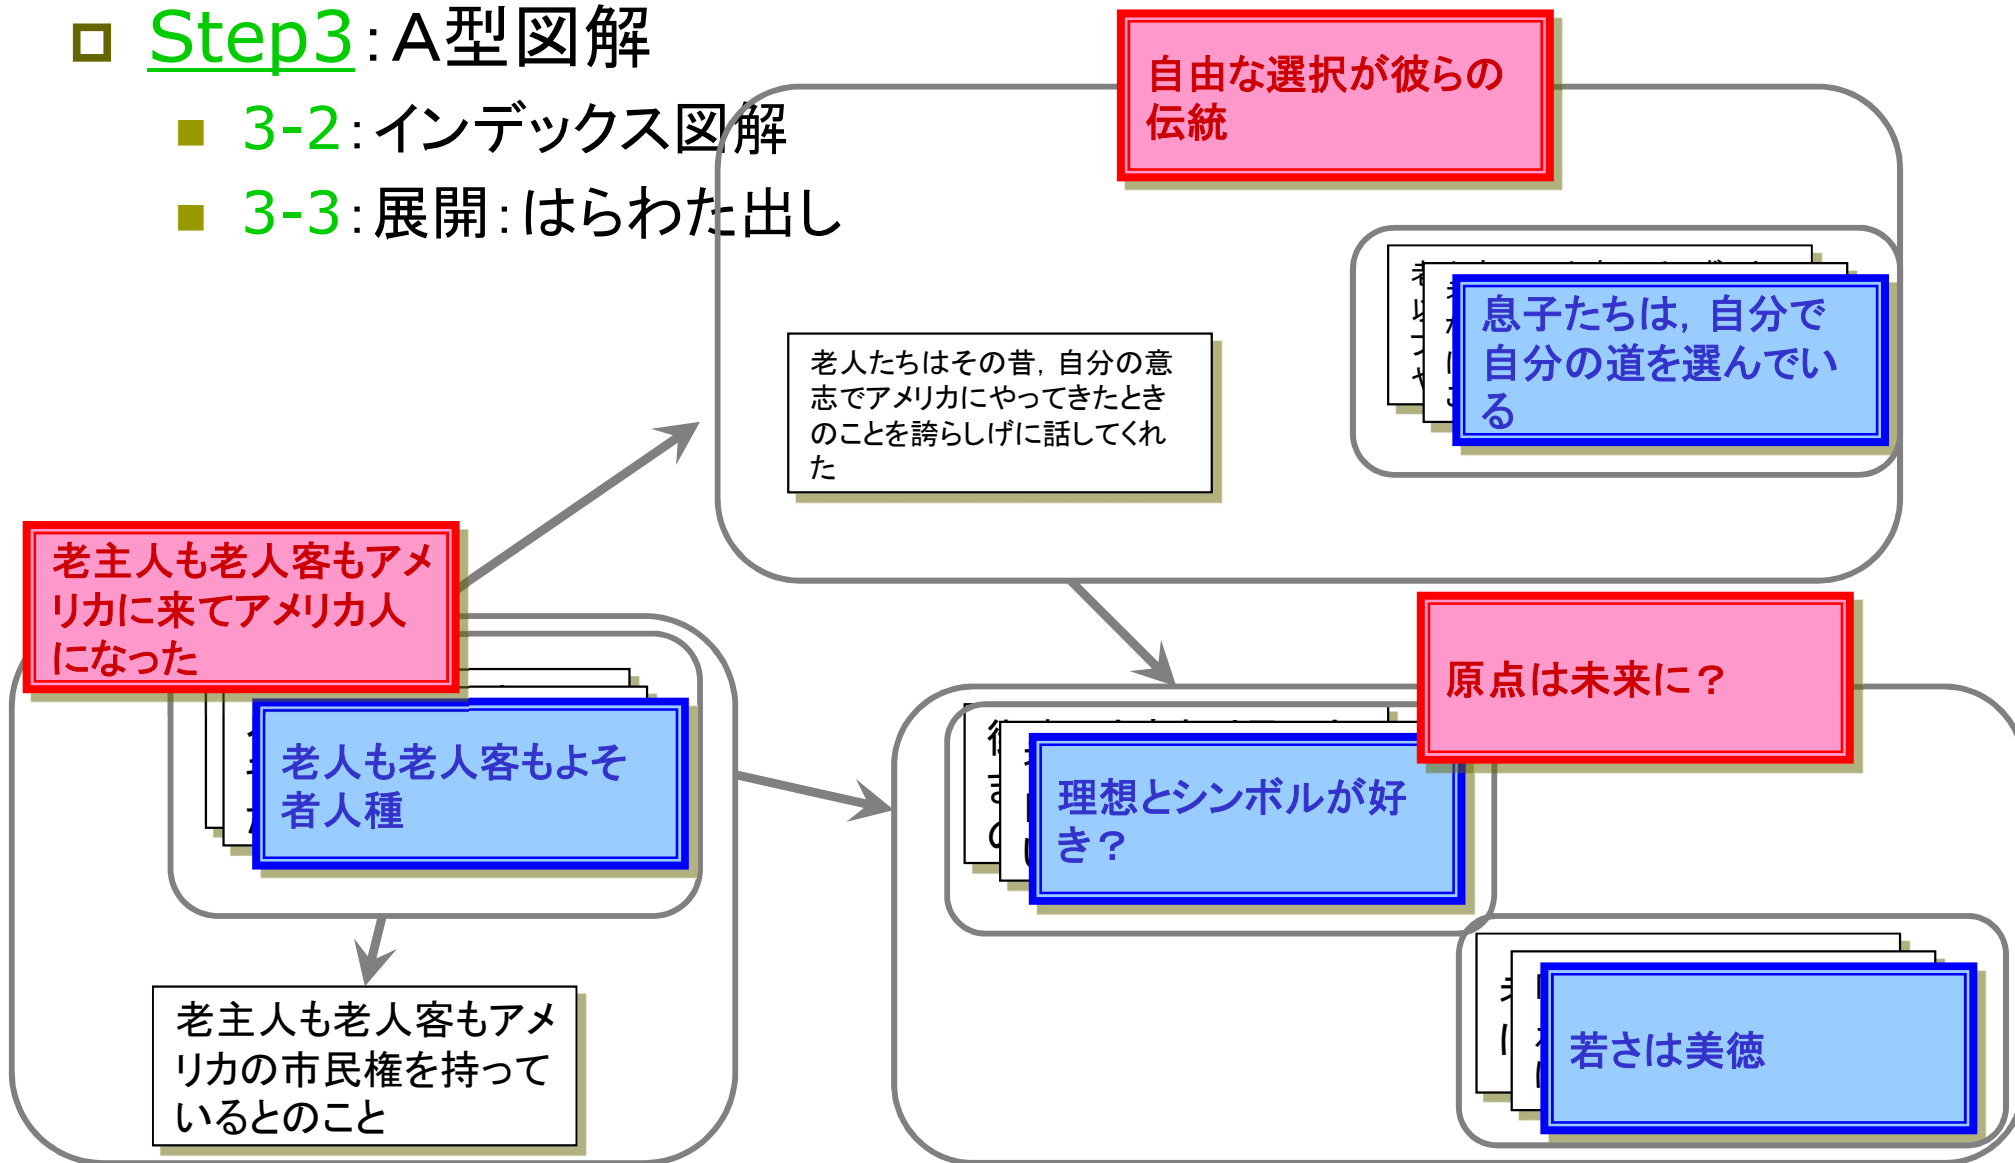 Step3：A型図解
3-2：インデックス図解
3-3：展開：はらわた出し
自由な選択が彼らの
伝統
息子たちは，自分で
自分の道を選んでい
る
老人たちはその昔，自分の意
志でアメリカにやってきたとき
のことを誇らしげに話してくれ
た
老主人も老人客もアメ
リカに来てアメリカ人
になった
老人も老人客もよそ
者人種
老主人も老人客もアメ
リカの市民権を持って
いるとのこと
原点は未来に？
理想とシンボルが好
き？
若さは美徳